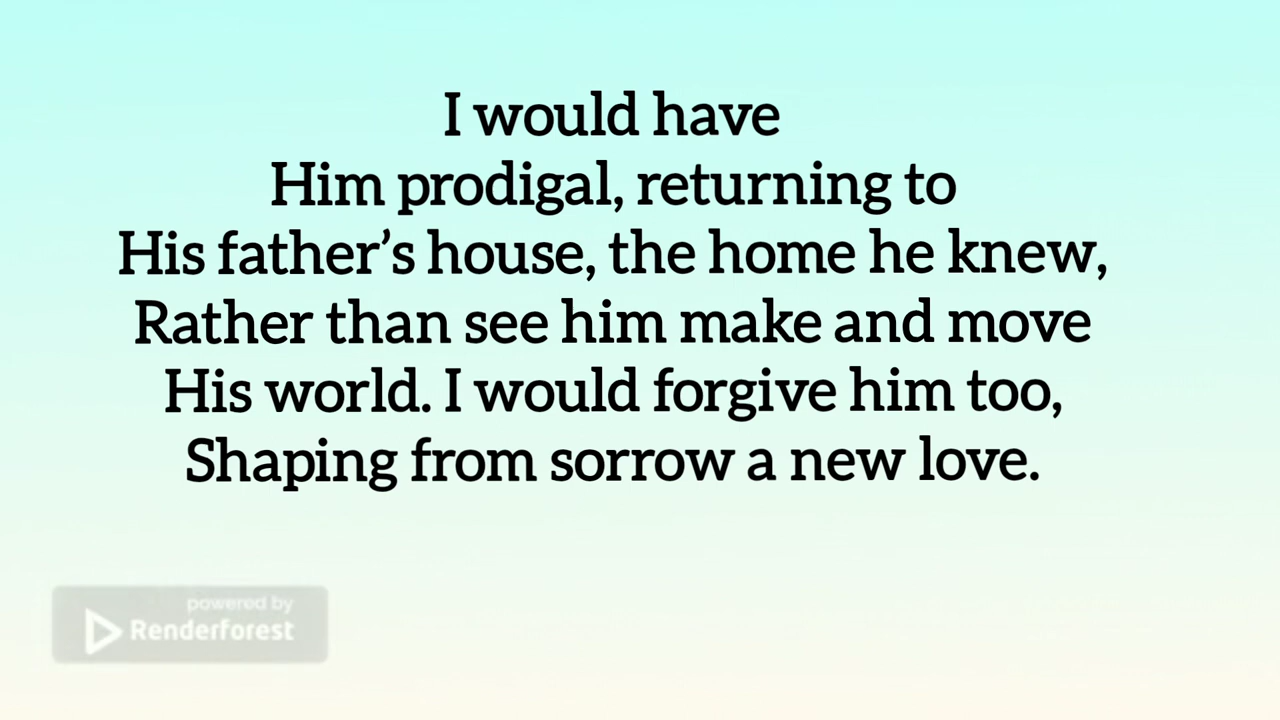 I would have
Him prodigal, returning to
His father’s house, the home he knew,
Rather than see him make and move
His world. I would forgive him too,
Shaping from sorrow a new love.
powered by
Renderforest